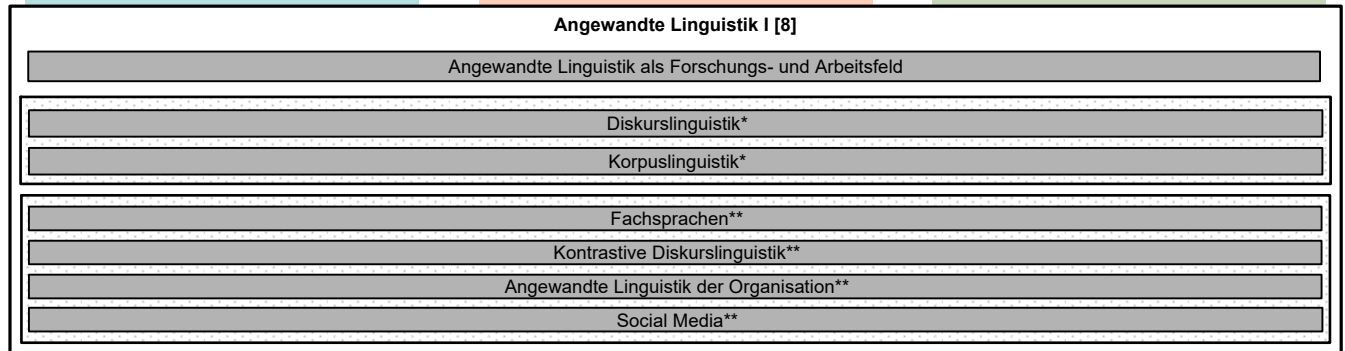 Angewandte Linguistik I [8]
Angewandte Linguistik als Forschungs- und Arbeitsfeld
Diskurslinguistik*
Korpuslinguistik*
Fachsprachen**
Kontrastive Diskurslinguistik**
Angewandte Linguistik der Organisation**
Social Media**